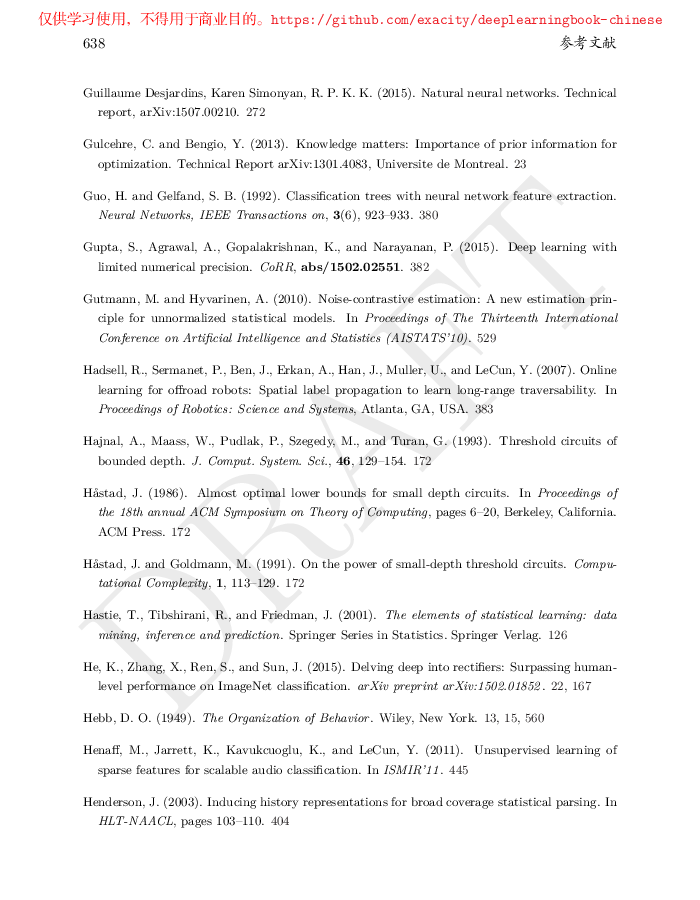 仅供学习使用，不得用于商业目的。https://github.com/exacity/deeplearningbook-chinese
638 参考文献
Guillaume Desjardins, Karen Simonyan, R. P. K. K. (2015). Natural neural networks. Technical
report, arXiv:1507.00210. 272
Gulcehre, C. and Bengio, Y. (2013). Knowledge matters: Importance of prior information for
optimization. Technical Report arXiv:1301.4083, Universite de Montreal. 23
Guo, H. and Gelfand, S. B. (1992). Classification trees with neural network feature extraction.
Neural Networks, IEEE Transactions on, 3(6), 923–933. 380
Gupta, S., Agrawal, A., Gopalakrishnan, K., and Narayanan, P. (2015). Deep learning with
limited numerical precision. CoRR, abs/1502.02551. 382
Gutmann, M. and Hyvarinen, A. (2010). Noise-contrastive estimation: A new estimation prin-
ciple for unnormalized statistical models. In Proceedings of The Thirteenth International
Conference on Artificial Intelligence and Statistics (AISTATS'10). 529
Hadsell, R., Sermanet, P., Ben, J., Erkan, A., Han, J., Muller, U., and LeCun, Y. (2007). Online
learning for offroad robots: Spatial label propagation to learn long-range traversability. In
Proceedings of Robotics: Science and Systems, Atlanta, GA, USA. 383
Hajnal, A., Maass, W., Pudlak, P., Szegedy, M., and Turan, G. (1993). Threshold circuits of
bounded depth. J. Comput. System. Sci., 46, 129–154. 172
Håstad, J. (1986). Almost optimal lower bounds for small depth circuits. In Proceedings of
the 18th annual ACM Symposium on Theory of Computing, pages 6–20, Berkeley, California.
ACM Press. 172
Håstad, J. and Goldmann, M. (1991). On the power of small-depth threshold circuits. Compu-
tational Complexity, 1, 113–129. 172
Hastie, T., Tibshirani, R., and Friedman, J. (2001). The elements of statistical learning: data
mining, inference and prediction. Springer Series in Statistics. Springer Verlag. 126
He, K., Zhang, X., Ren, S., and Sun, J. (2015). Delving deep into rectifiers: Surpassing human-
level performance on ImageNet classification. arXiv preprint arXiv:1502.01852. 22, 167
Hebb, D. O. (1949). The Organization of Behavior. Wiley, New York. 13, 15, 560
Henaff, M., Jarrett, K., Kavukcuoglu, K., and LeCun, Y. (2011). Unsupervised learning of
sparse features for scalable audio classification. In ISMIR'11. 445
Henderson, J. (2003). Inducing history representations for broad coverage statistical parsing. In
HLT-NAACL, pages 103–110. 404
DRAFT